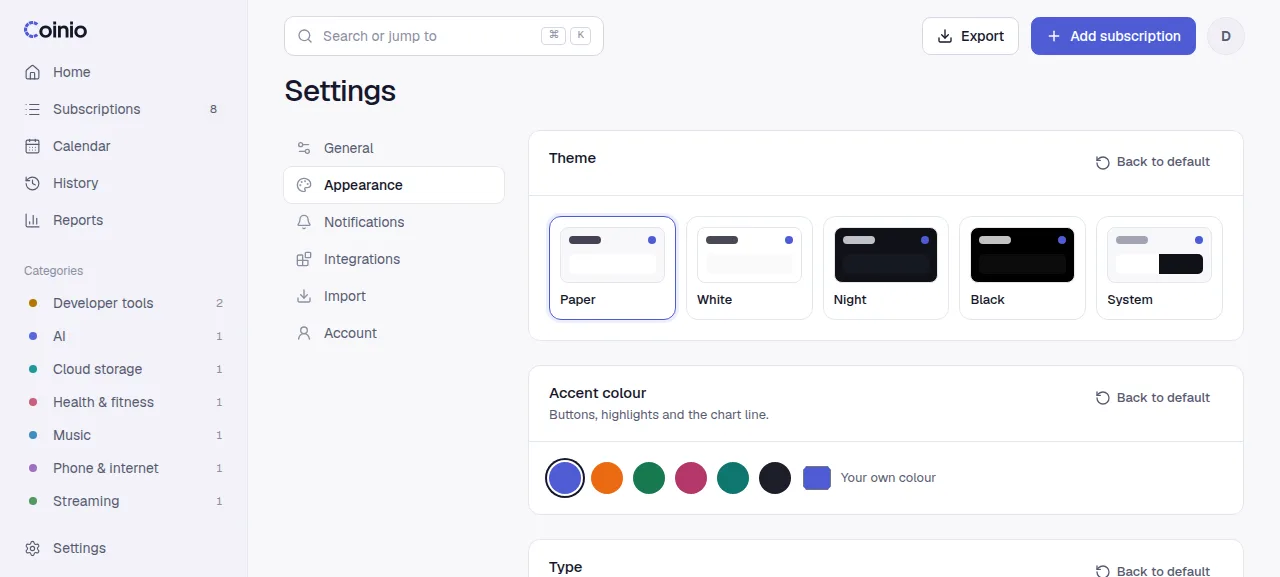 Coinio
Home
Subscriptions 8
Calendar
History
Reports
Categories
Developer tools 2
AI 1
Cloud storage 1
Health & fitness 1
Music 1
Phone & internet 1
Streaming 1
Settings
Search or jump to ⌘ K
Export
Add subscription
D
Settings
General
Appearance
Notifications
Integrations
Import
Account
Theme
Back to default
Paper
White
Night
Black
System
Accent colour
Buttons, highlights and the chart line.
Back to default
Your own colour
Type
Back to default